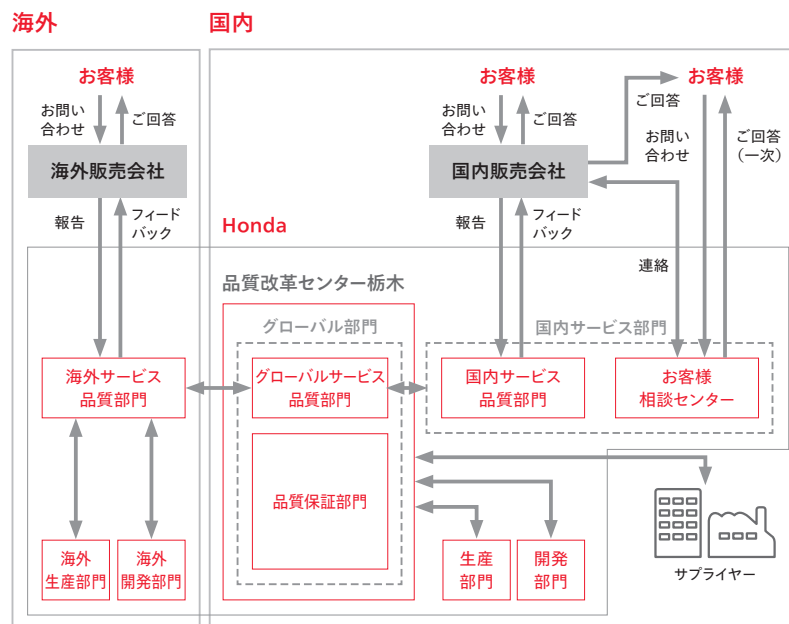 海外
国内
お客様
お客様
お客様
お問い
合わせ
ご回答
お問い
合わせ
ご回答
ご回答
お問い
合わせ
ご回答
（一次）
海外販売会社
国内販売会社
報告
フィード
バック
Honda
報告
フィード
バック
連絡
品質改革センター栃木
グローバル部門
国内サービス部門
海外サービス
品質部門
グローバルサービス
品質部門
国内サービス
品質部門
お客様
相談センター
品質保証部門
海外
生産部門
海外
開発部門
生産
部門
開発
部門
サプライヤー